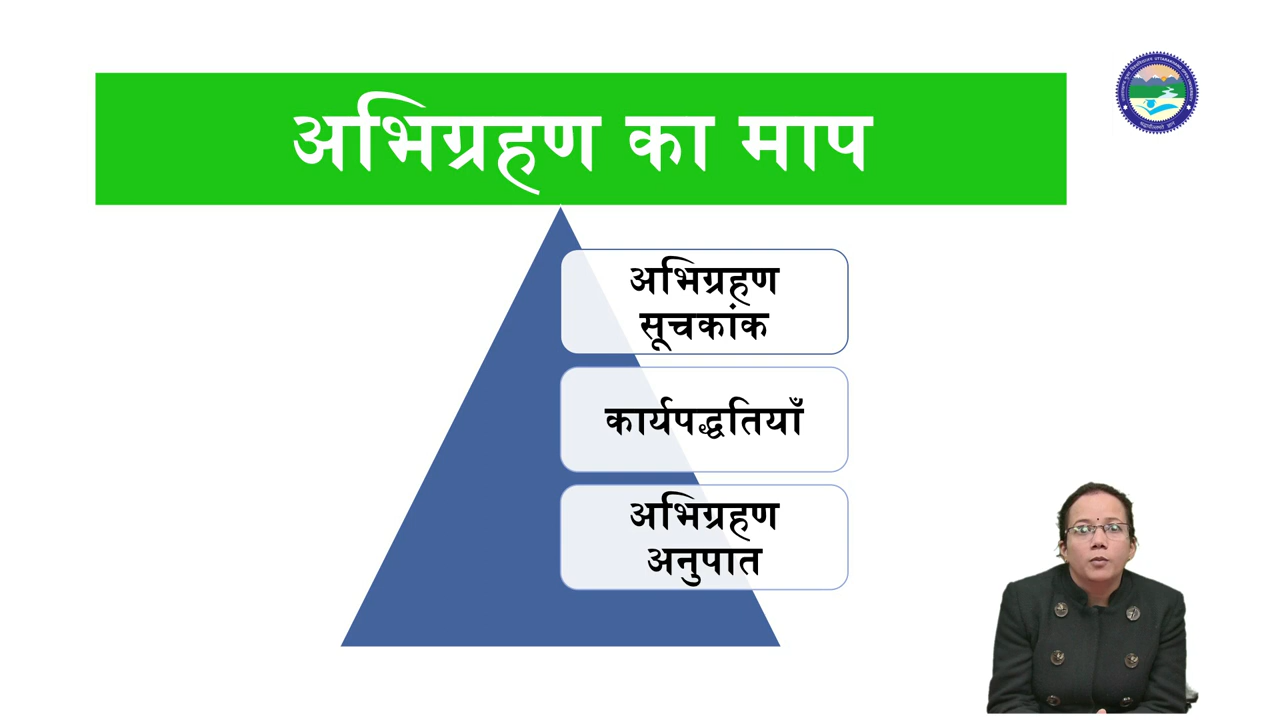 अभिग्रहण का माप
अभिग्रहण
सूचकांक
कार्यपद्धतियाँ
अभिग्रहण
अनुपात